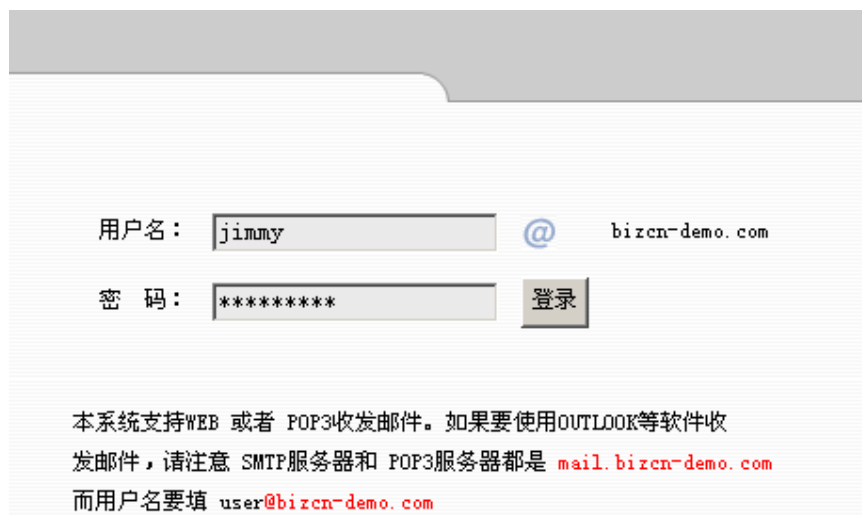 用户名： jimmy @ bizcn-demo.com
密 码： ********* 登录
本系统支持WEB 或者 POP3收发邮件。如果要使用OUTLOOK等软件收
发邮件，请注意 SMTP服务器和 POP3服务器都是 mail.bizcn-demo.com
而用户名要填 user@bizcn-demo.com